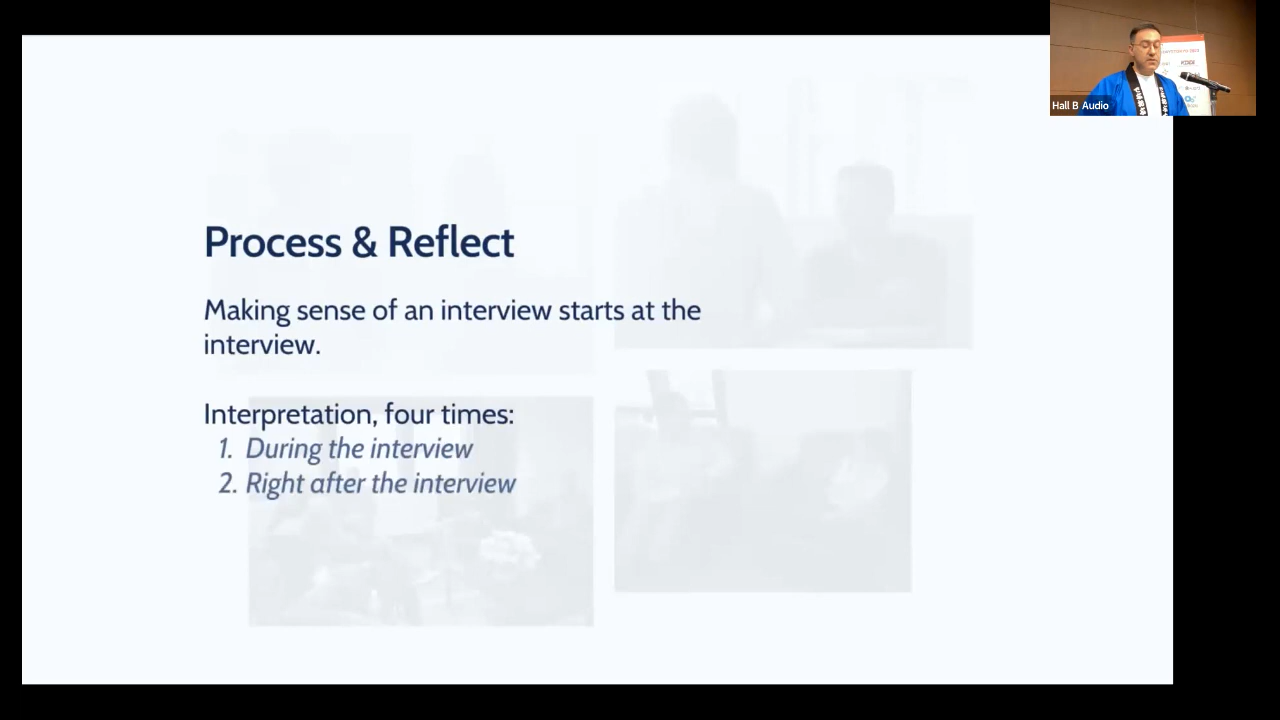 Process & Reflect
Making sense of an interview starts at the
interview.
Interpretation, four times:
1. During the interview
2. Right after the interview
Hall B Audio